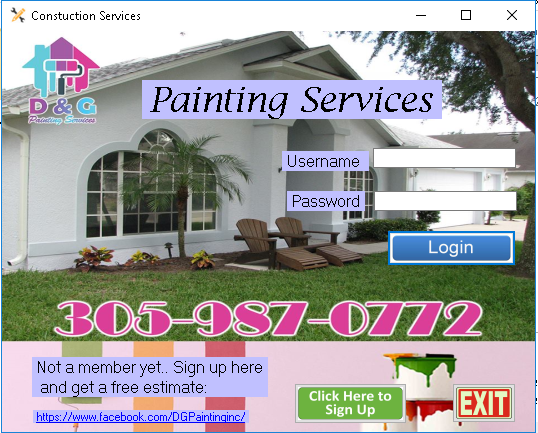 Constuction Services
D&G
Painting Services
Painting Services
Username
Password
Login
305-987-0772
Not a member yet.. Sign up here
and get a free estimate:
https://www.facebook.com/DGPaintinginc/
Click Here to
Sign Up
EXIT